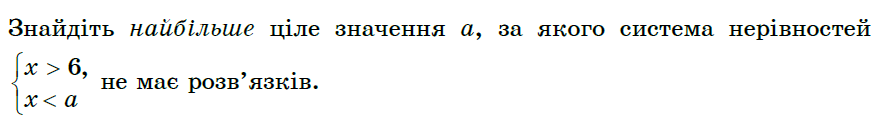 Знайдіть найбільше ціле значення a, за якого система нерівностей
{x > 6,
x < a не має розв’язків.